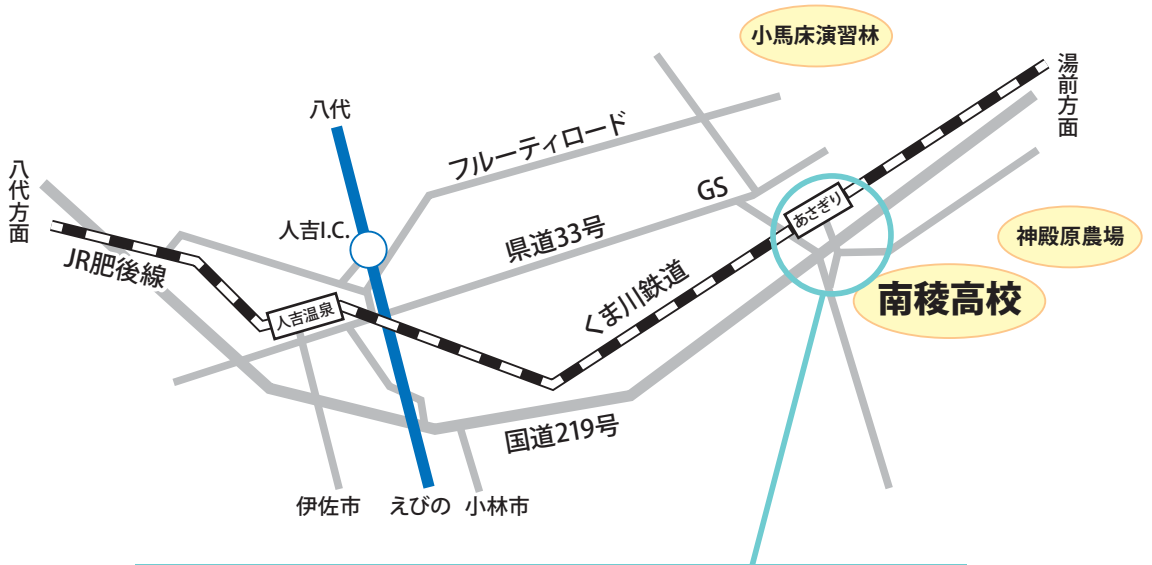 小馬床演習林
湯前方面
八代
フルーティロード
八代方面
GS
あさぎり
人吉I.C.
県道33号
神殿原農場
JR肥後線
くま川鉄道
南稜高校
人吉温泉
国道219号
伊佐市
えびの
小林市